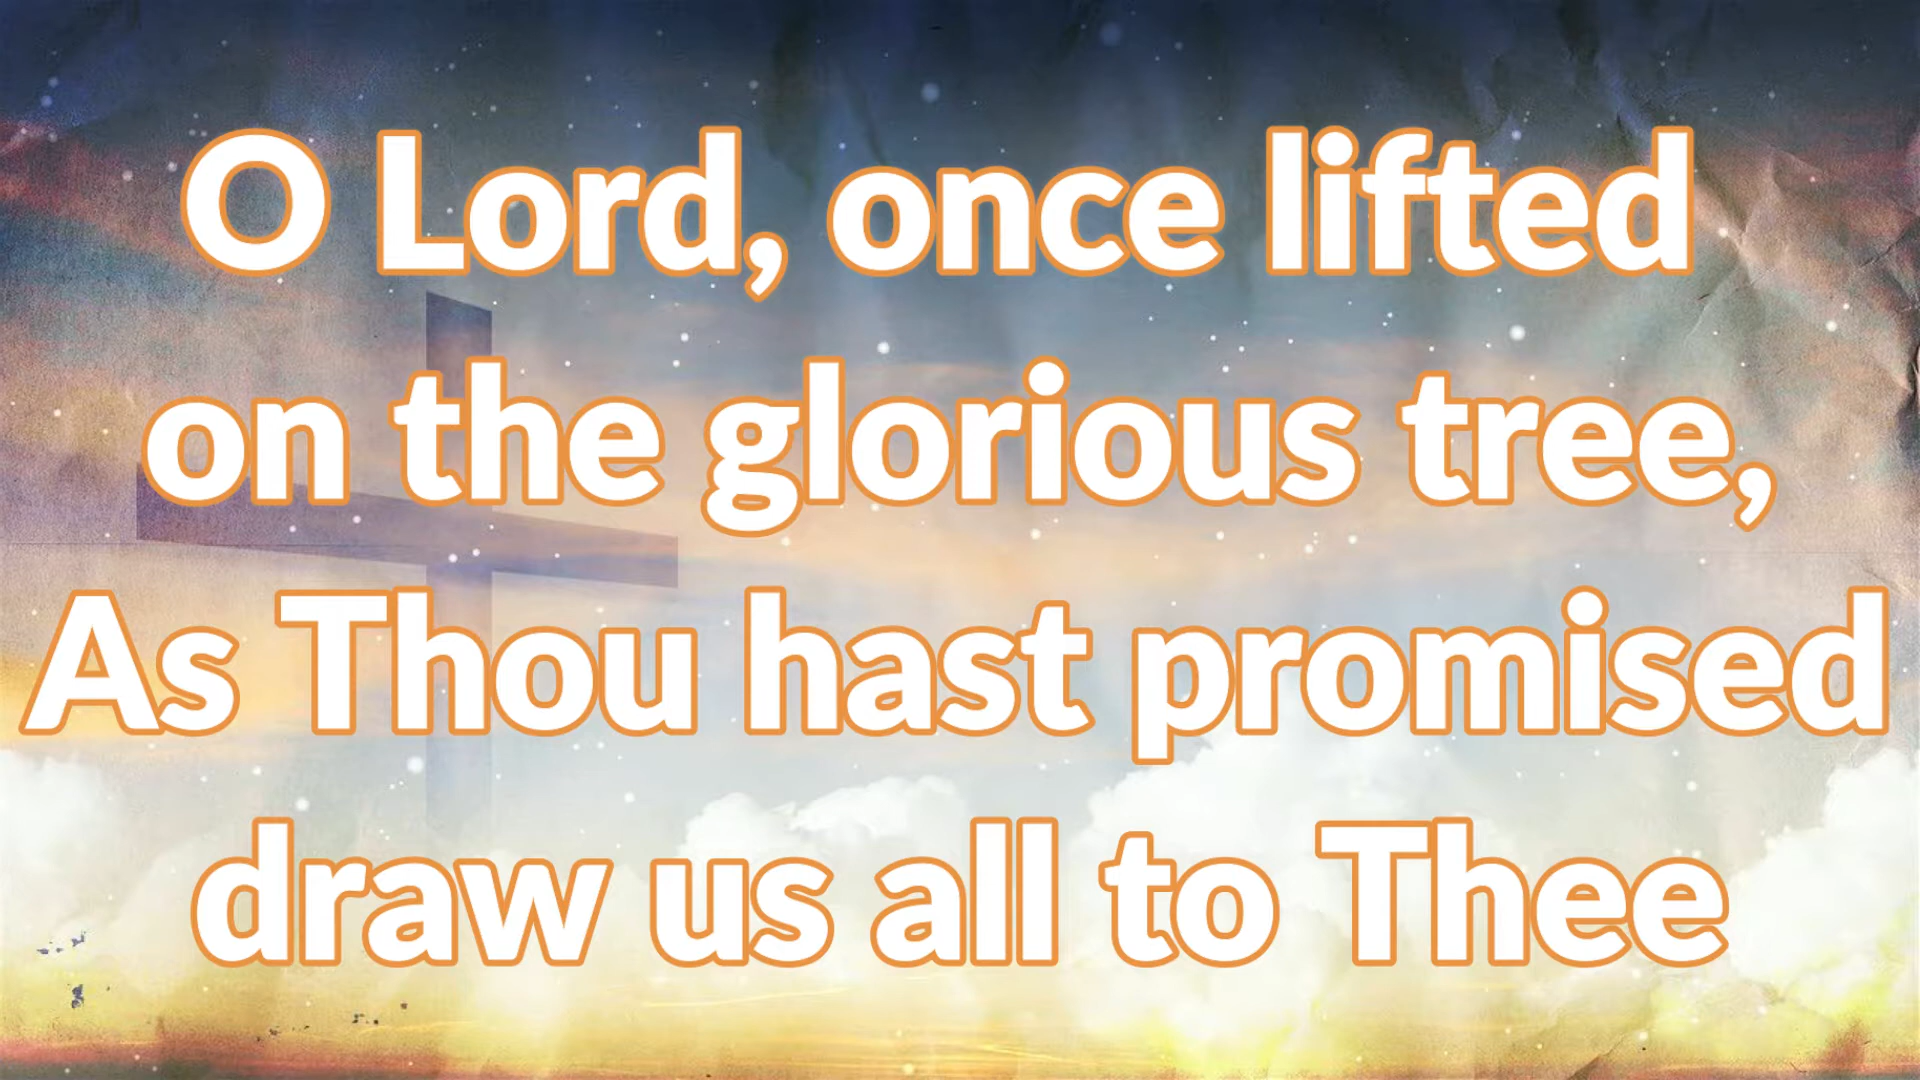 O Lord, once lifted
on the glorious tree,
As Thou hast promised
draw us all to Thee